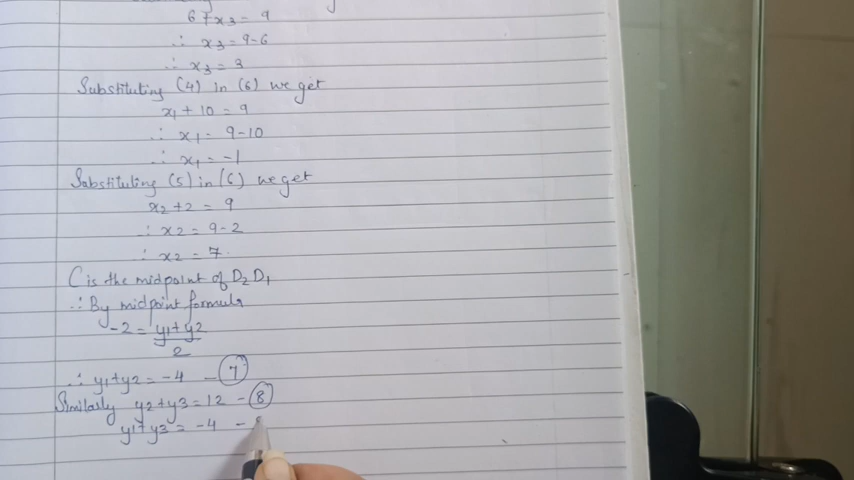 6+x3 = 9
∴ x3 = 9-6
∴ x3 = 3
Substituting (4) in (6) we get
x1 + 10 = 9
∴ x1 = 9-10
∴ x1 = -1
Substituting (5) in (6) we get
x2+2 = 9
∴ x2 = 9-2
∴ x2 = 7.
C is the midpoint of D2 D1
∴ By midpoint formula
-2 = y1+y2
2
∴ y1+y2 = -4 - 7
Similarly y2+y3 = 12 - 8
y1+y3 = -4 -